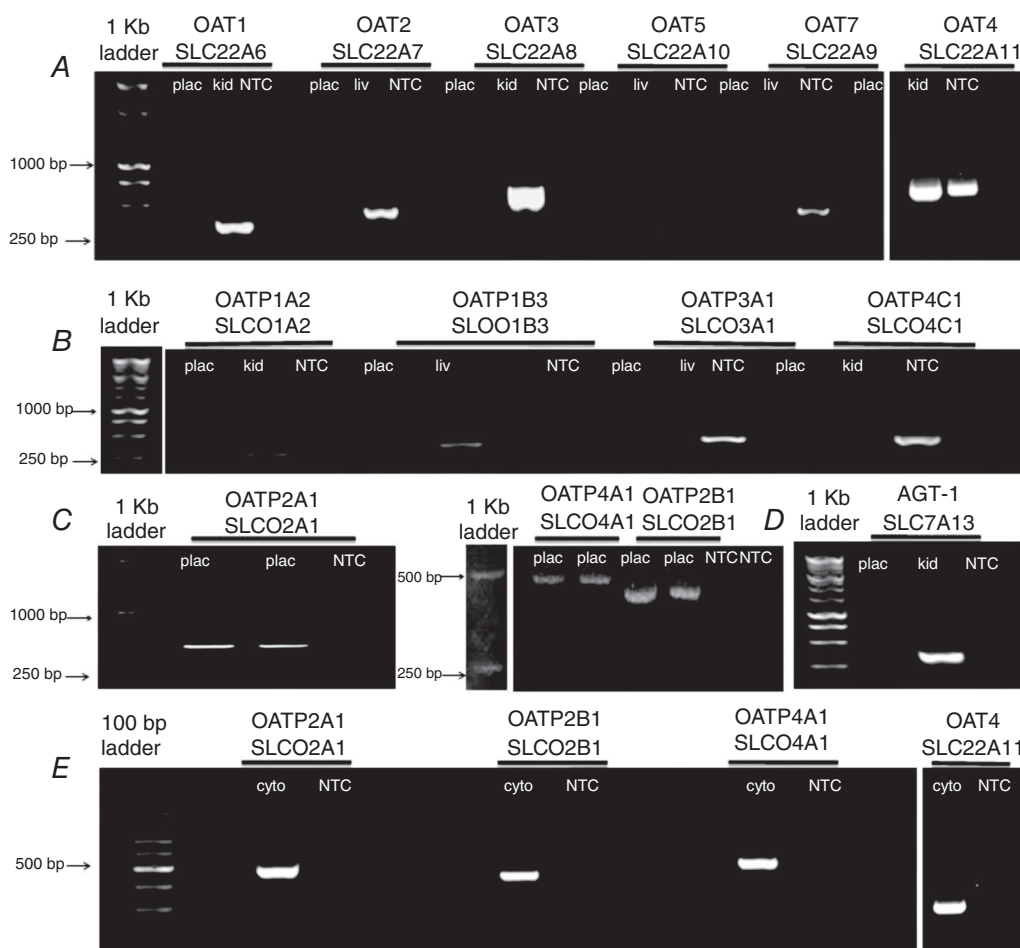 1 Kb
ladder
OAT1
SLC22A6
OAT2
SLC22A7
OAT3
SLC22A8
OAT5
SLC22A10
OAT7
SLC22A9
OAT4
SLC22A11
A
plac kid NTC plac liv NTC plac kid NTC plac liv NTC plac liv NTC plac kid NTC
1000 bp
250 bp
1 Kb
ladder
OATP1A2
SLCO1A2
OATP1B3
SLOO1B3
OATP3A1
SLCO3A1
OATP4C1
SLCO4C1
B
plac kid NTC plac liv NTC plac liv NTC plac kid NTC
1000 bp
250 bp
C
1 Kb
ladder
OATP2A1
SLCO2A1
plac plac NTC
1000 bp
250 bp
1 Kb
ladder
OATP4A1
SLCO4A1
OATP2B1
SLCO2B1
plac plac plac plac NTC NTC
500 bp
250 bp
D
1 Kb
ladder
AGT-1
SLC7A13
plac kid NTC
E
100 bp
ladder
OATP2A1
SLCO2A1
OATP2B1
SLCO2B1
OATP4A1
SLCO4A1
OAT4
SLC22A11
cyto NTC cyto NTC cyto NTC cyto NTC
500 bp